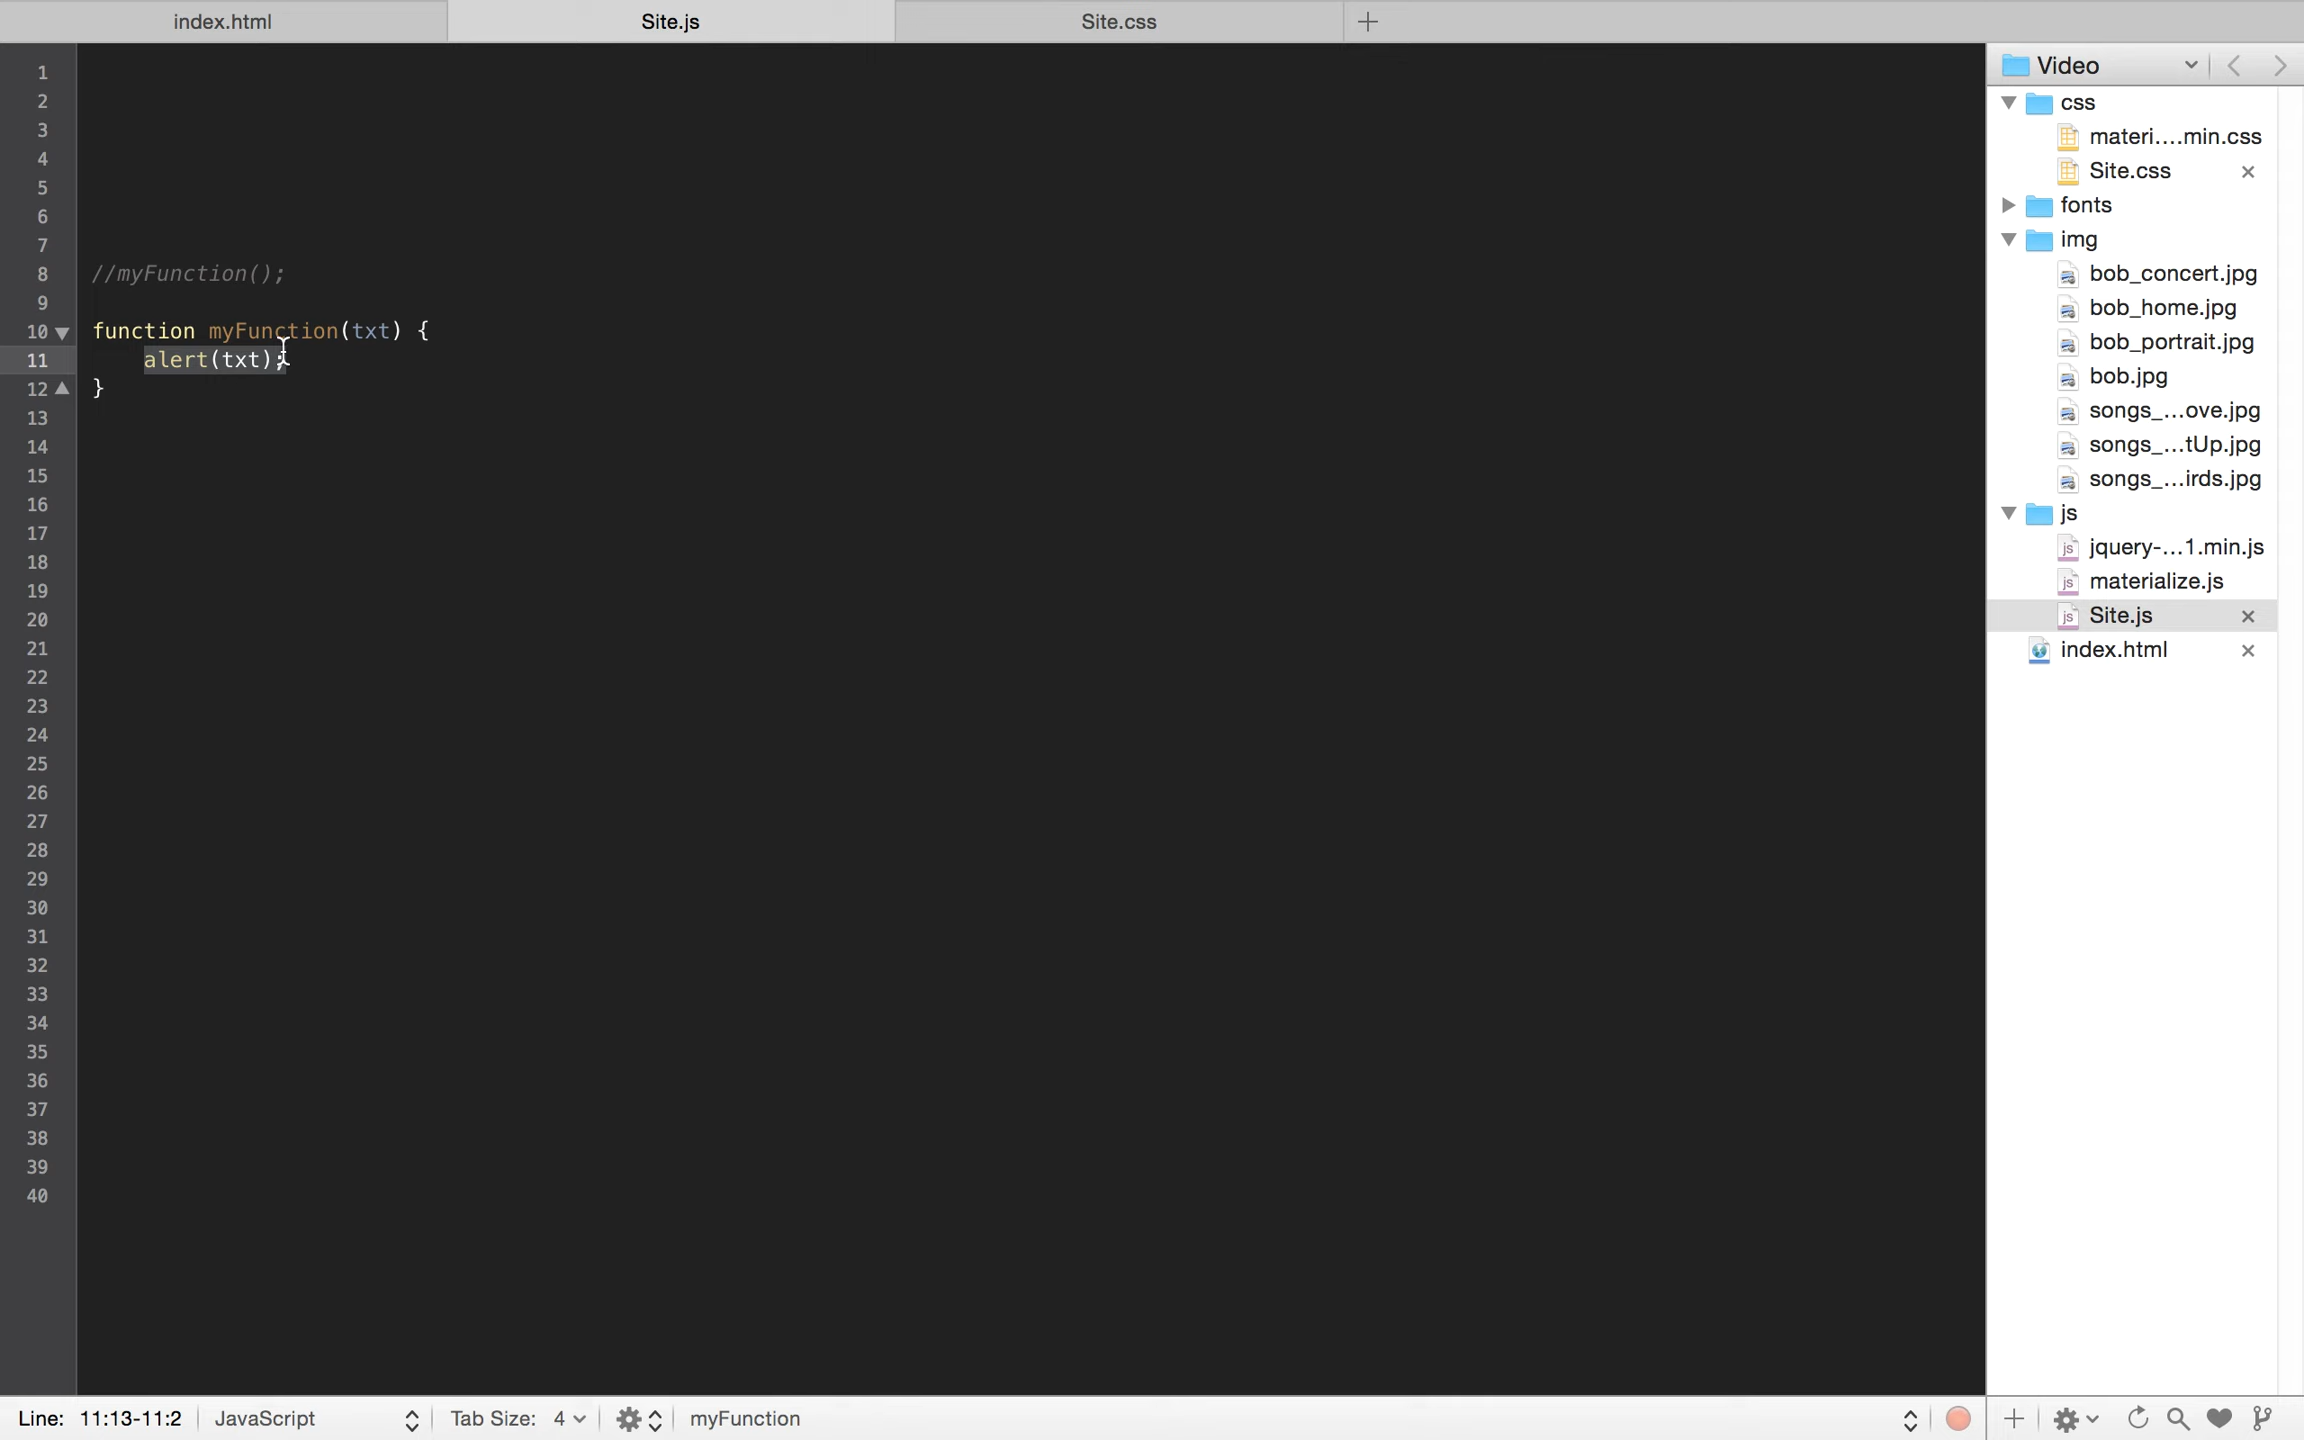 index.html
Site.js
Site.css
1
2
3
4
5
6
7
8 //myFunction();
9
10 function myFunction(txt) {
11 alert(txt);
12 }
13
14
15
16
17
18
19
20
21
22
23
24
25
26
27
28
29
30
31
32
33
34
35
36
37
38
39
40
Video
css
materi....min.css
Site.css
fonts
img
bob_concert.jpg
bob_home.jpg
bob_portrait.jpg
bob.jpg
songs_...ove.jpg
songs_...tUp.jpg
songs_...irds.jpg
js
jquery-...1.min.js
materialize.js
Site.js
index.html
Line: 11:13-11:2 JavaScript Tab Size: 4 myFunction